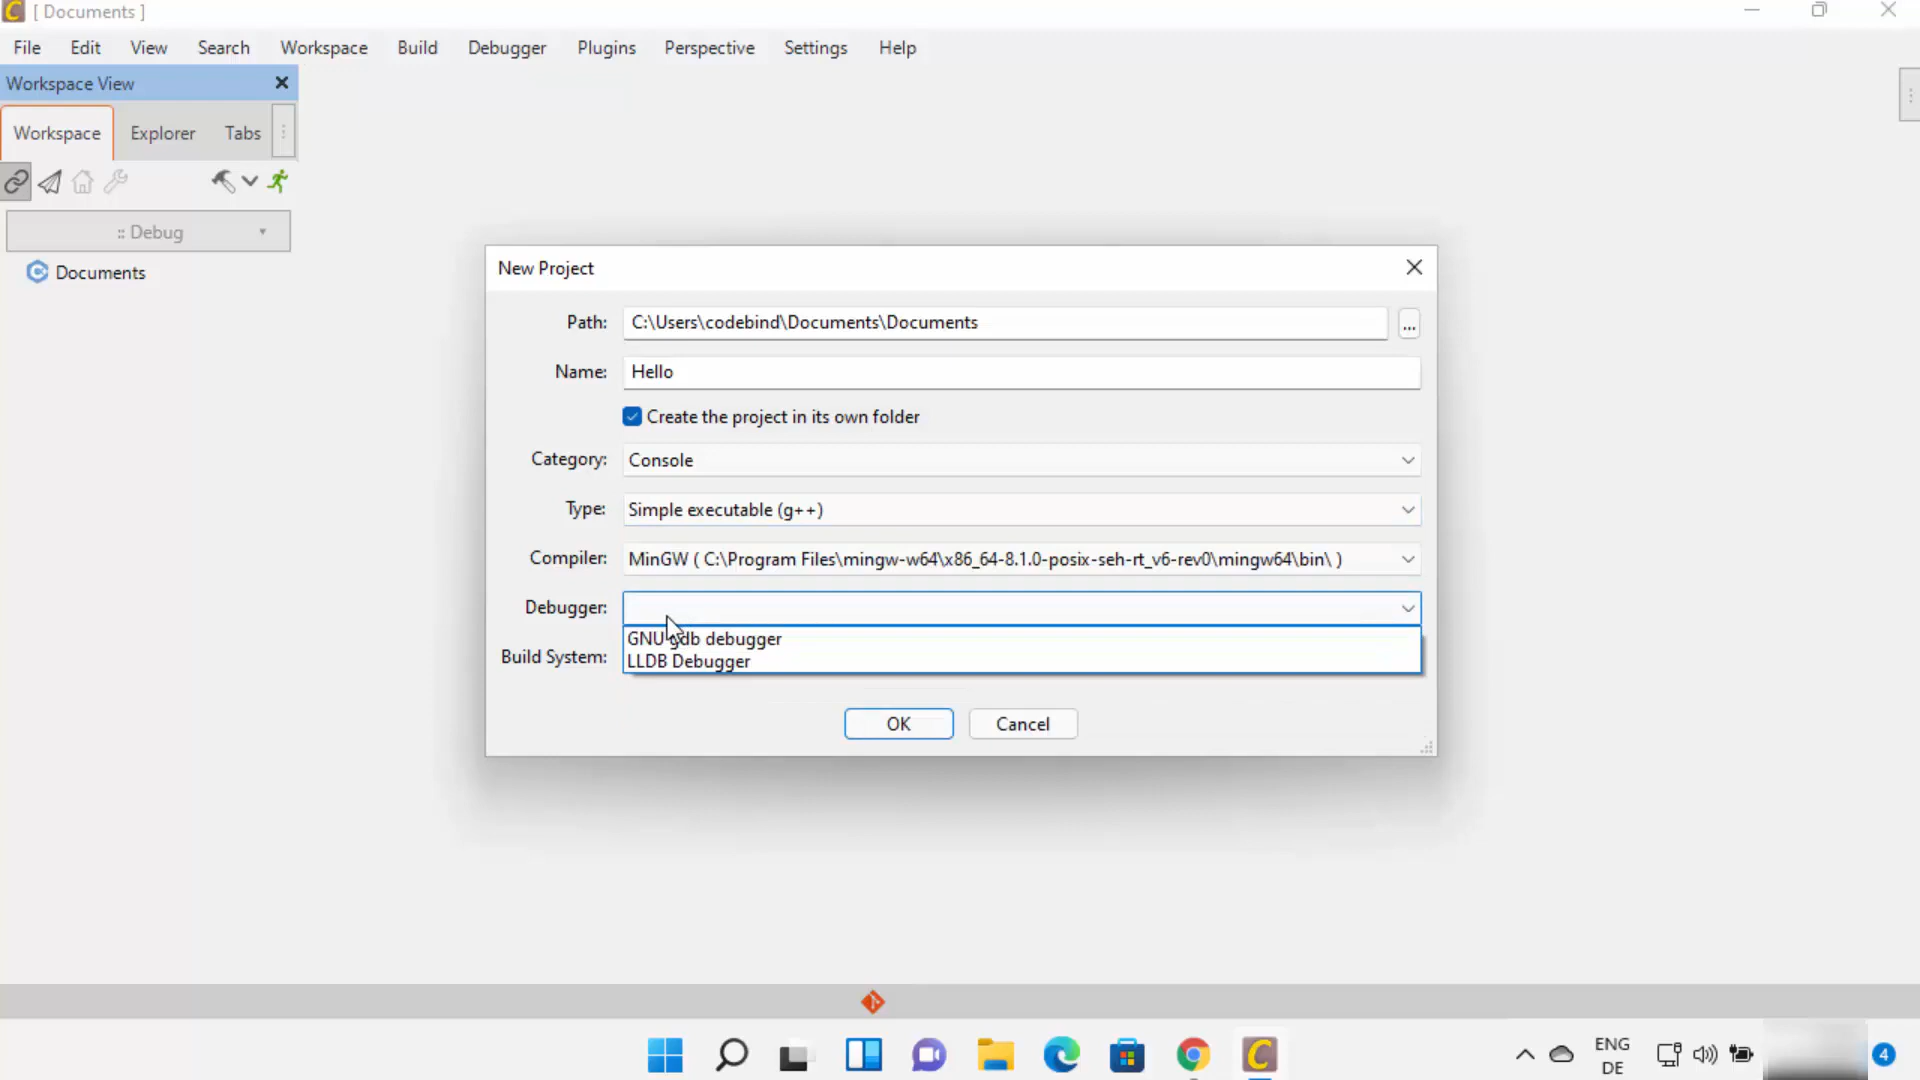 [ Documents ]
File Edit View Search Workspace Build Debugger Plugins Perspective Settings Help
Workspace View
Workspace Explorer Tabs
:: Debug
Documents
New Project
Path: C:\Users\codebind\Documents\Documents ...
Name: Hello
Create the project in its own folder
Category: Console
Type: Simple executable (g++)
Compiler: MinGW ( C:\Program Files\mingw-w64\x86_64-8.1.0-posix-seh-rt_v6-rev0\mingw64\bin\ )
Debugger:
GNU gdb debugger
Build System: LLDB Debugger
OK Cancel
ENG
DE
4